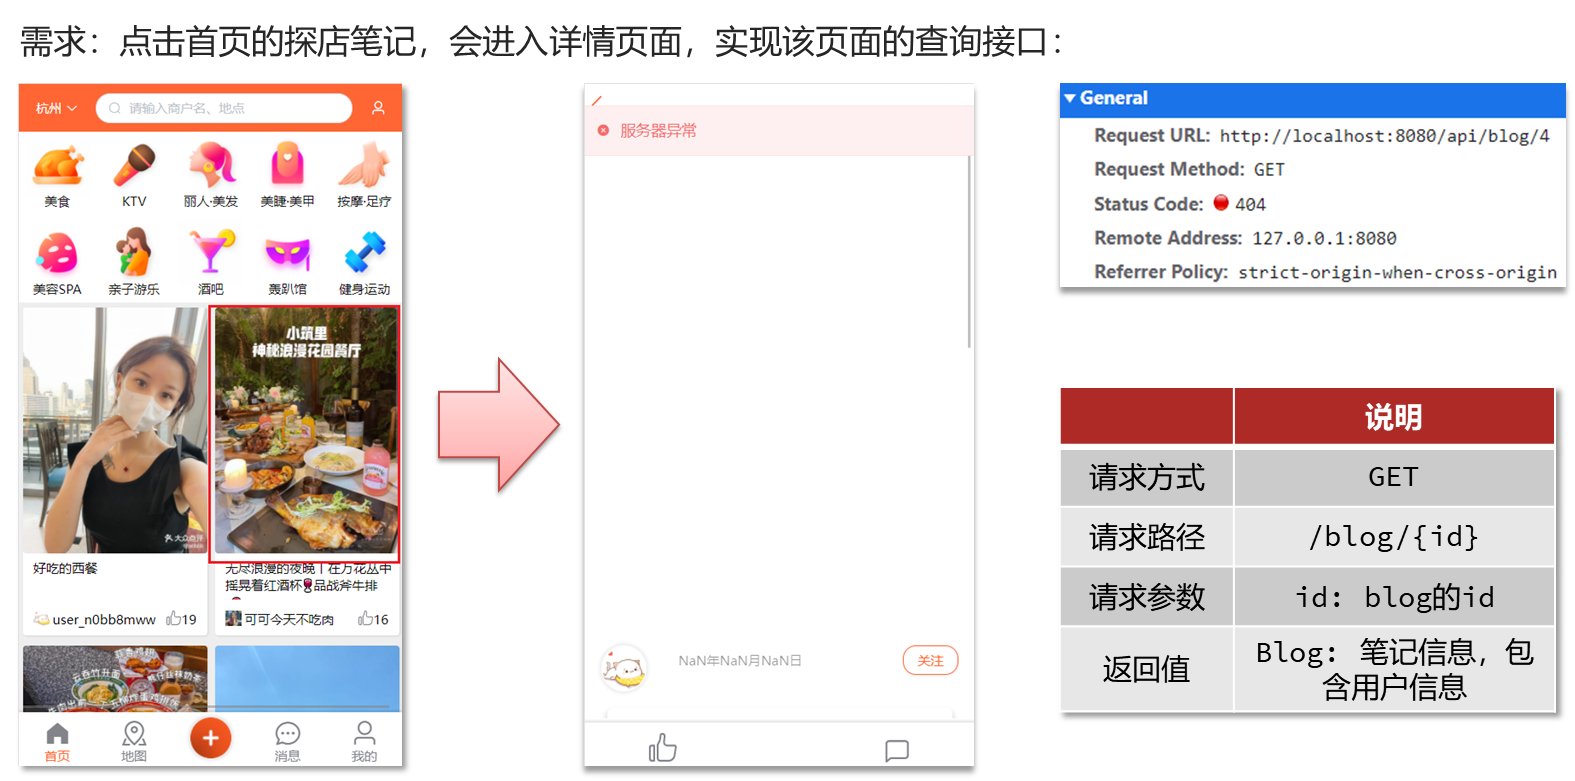 需求：点击首页的探店笔记，会进入详情页面，实现该页面的查询接口：
杭州
请输入商户名、地点
美食
KTV
丽人·美发
美睫·美甲
按摩·足疗
美容SPA
亲子游乐
酒吧
轰趴馆
健身运动
小筑里
神秘浪漫花园餐厅
大众点评
好吃的西餐
user_n0bb8mww
19
无尽浪漫的夜晚丨在万花丛中
摇晃着红酒杯🍷品战斧牛排
可可今天不吃肉
16
首页
地图
消息
我的
服务器异常
NaN年NaN月NaN日
关注
General
Request URL: http://localhost:8080/api/blog/4
Request Method: GET
Status Code: 404
Remote Address: 127.0.0.1:8080
Referrer Policy: strict-origin-when-cross-origin
说明
请求方式 GET
请求路径 /blog/{id}
请求参数 id: blog的id
返回值 Blog: 笔记信息，包
含用户信息